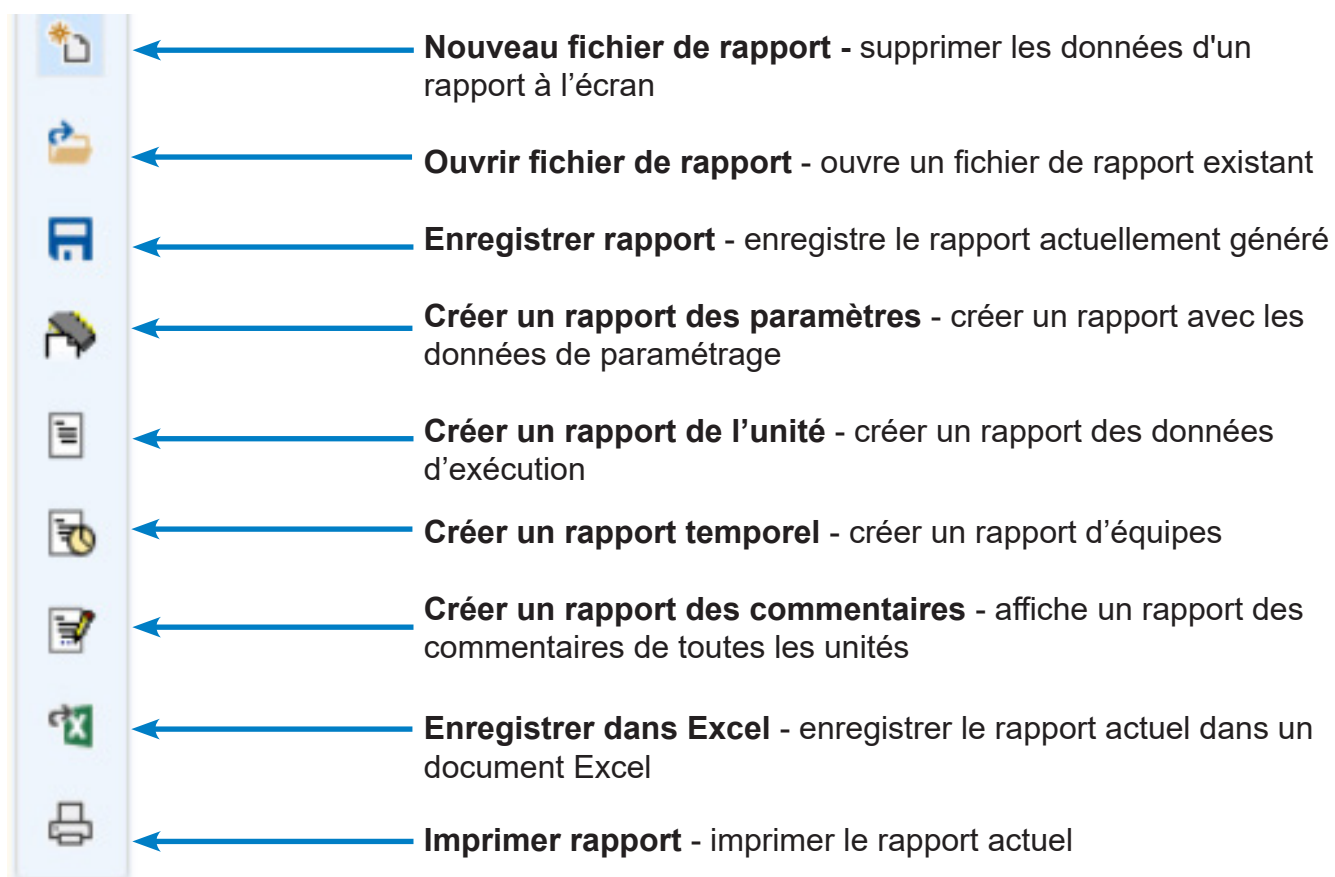 Nouveau fichier de rapport - supprimer les données d'un
rapport à l’écran
Ouvrir fichier de rapport - ouvre un fichier de rapport existant
Enregistrer rapport - enregistre le rapport actuellement généré
Créer un rapport des paramètres - créer un rapport avec les
données de paramétrage
Créer un rapport de l’unité - créer un rapport des données
d’exécution
Créer un rapport temporel - créer un rapport d’équipes
Créer un rapport des commentaires - affiche un rapport des
commentaires de toutes les unités
Enregistrer dans Excel - enregistrer le rapport actuel dans un
document Excel
Imprimer rapport - imprimer le rapport actuel